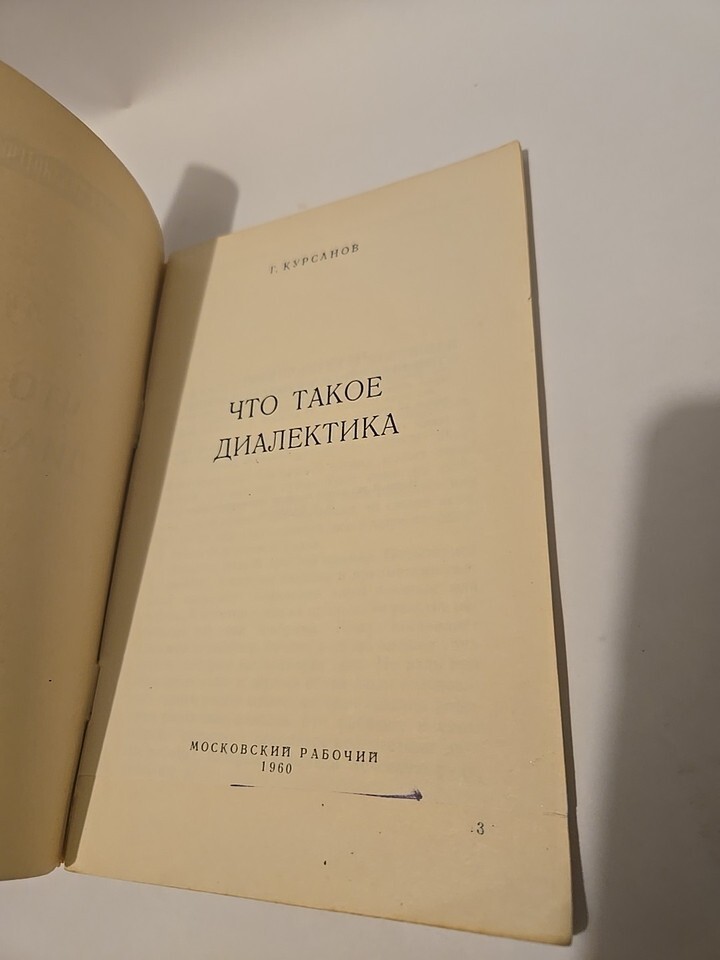 Г. КУРСАНОВ
ЧТО ТАКОЕ
ДИАЛЕКТИКА
МОСКОВСКИЙ РАБОЧИЙ
1960
3